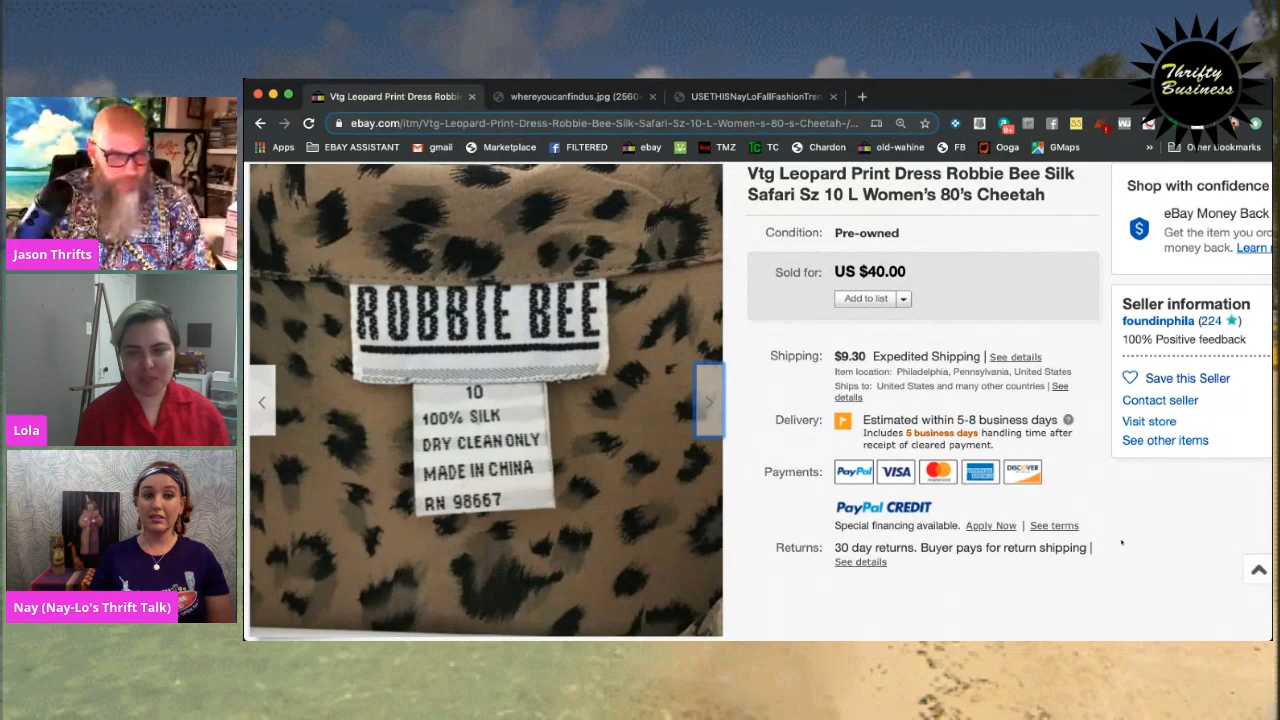 Thrifty
Business
Vtg Leopard Print Dress Robbi
whereyoucanfindus.jpg (2560
USETHISNayLoFallFashionTren
ebay.com/itm/Vtg-Leopard-Print-Dress-Robbie-Bee-Silk-Safari-Sz-10-L-Women-s-80-s-Cheetah-/...
Apps
EBAY ASSISTANT
gmail
Marketplace
FILTERED
ebay
TMZ
TC
Chardon
old-wahine
FB
Ooga
GMaps
»
Other Bookmarks
Jason Thrifts
Lola
Nay (Nay-Lo's Thrift Talk)
ROBBIE BEE
10
100% SILK
DRY CLEAN ONLY
MADE IN CHINA
RN 98667
Vtg Leopard Print Dress Robbie Bee Silk
Safari Sz 10 L Women's 80's Cheetah
Condition: Pre-owned
Sold for: US $40.00
Add to list
Shipping: $9.30 Expedited Shipping | See details
Item location: Philadelphia, Pennsylvania, United States
Ships to: United States and many other countries | See
details
Delivery: Estimated within 5-8 business days
Includes 5 business days handling time after
receipt of cleared payment.
Payments: PayPal VISA MasterCard DISCOVER
PayPal CREDIT
Special financing available. Apply Now | See terms
Returns: 30 day returns. Buyer pays for return shipping |
See details
Shop with confidence
eBay Money Back
Get the item you or
money back. Learn
Seller information
foundinphila (224)
100% Positive feedback
Save this Seller
Contact seller
Visit store
See other items